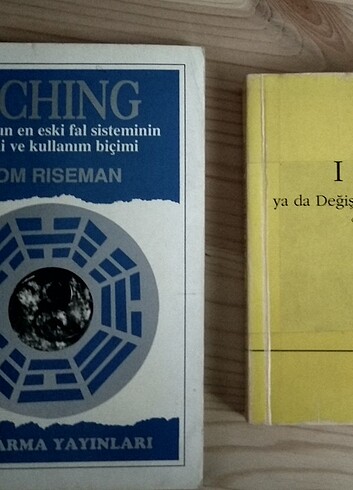 CHING
un en eski fal sisteminin
i ve kullanım biçimi
OM RISEMAN
ARMA YAYINLARI
I
ya da Değiş